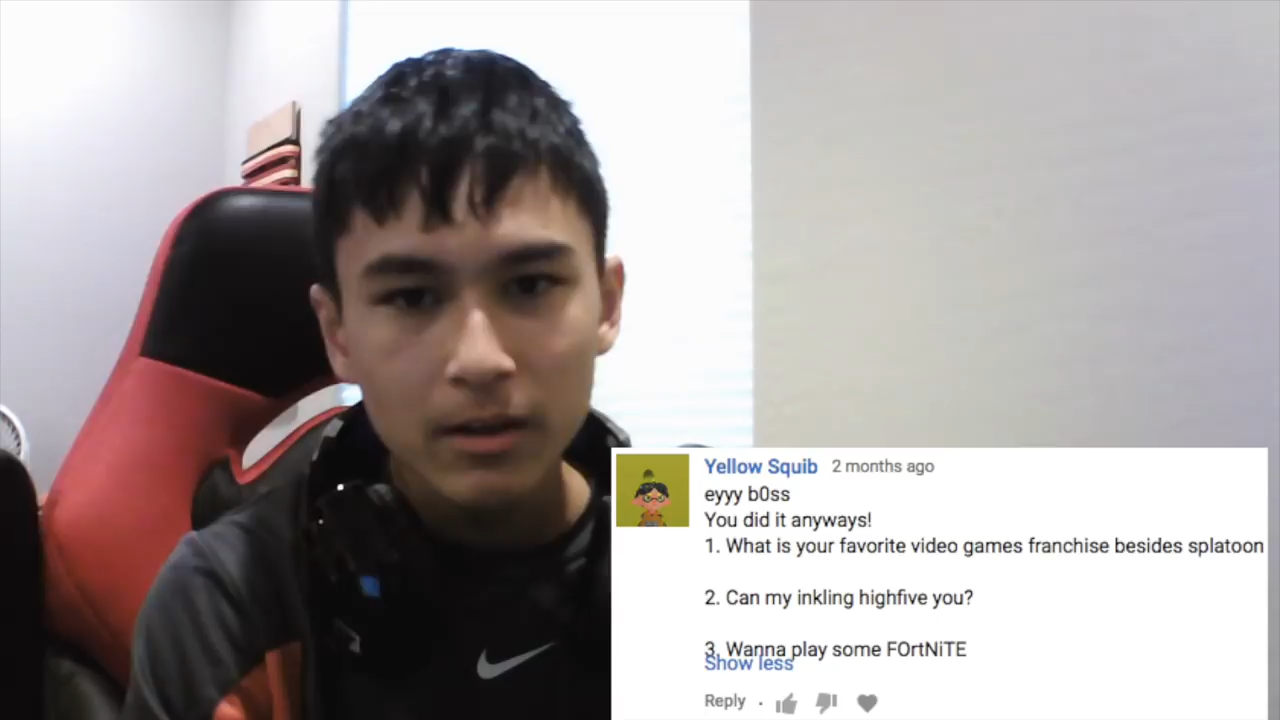 Yellow Squib 2 months ago
eyyy b0ss
You did it anyways!
1. What is your favorite video games franchise besides splatoon
2. Can my inkling highfive you?
3. Wanna play some FOrtNiTE
Show less
Reply